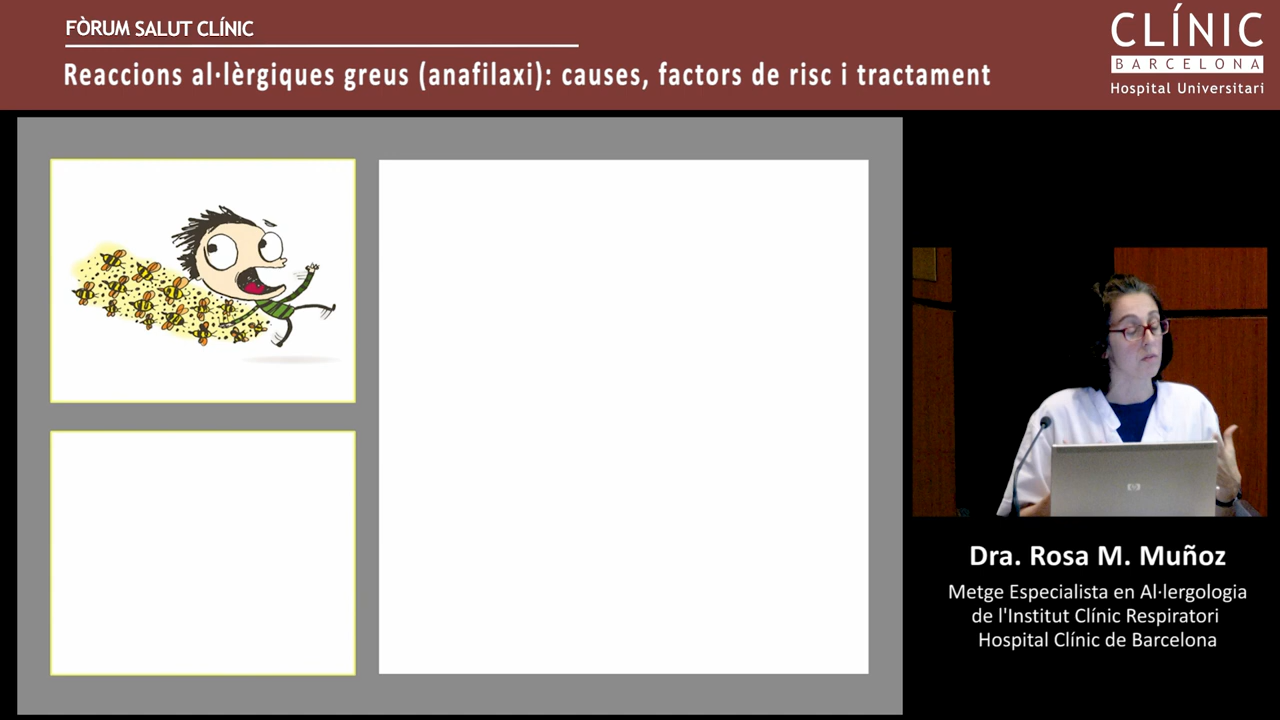 FÒRUM SALUT CLÍNIC
Reaccions al·lèrgiques greus (anafilaxi): causes, factors de risc i tractament
CLÍNIC
BARCELONA
Hospital Universitari
hp
Dra. Rosa M. Muñoz
Metge Especialista en Al·lergologia
de l'Institut Clínic Respiratori
Hospital Clínic de Barcelona